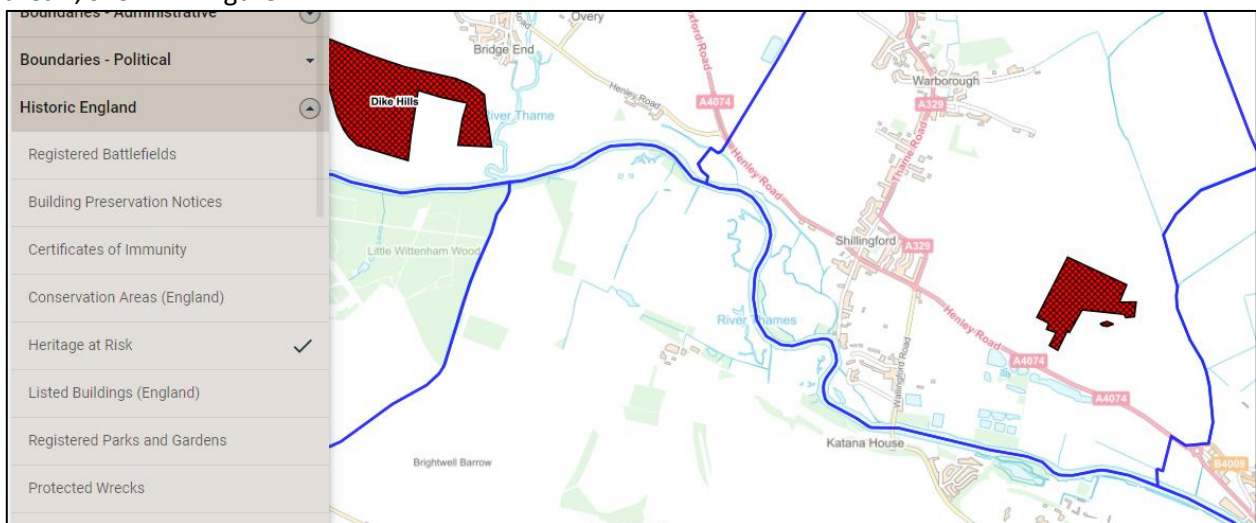 Boundaries - Administrative
Boundaries - Political
Historic England
Registered Battlefields
Building Preservation Notices
Certificates of Immunity
Conservation Areas (England)
Heritage at Risk
Listed Buildings (England)
Registered Parks and Gardens
Protected Wrecks
Overy
Bridge End
Dike Hills
River Thame
Henley Road
Oxford Road
A4074
Warborough
A329
Thame Road
Henley Road
Little Wittenham Wood
Shillingford
A329
River Thames
Henley Road
Wallingford Road
A4074
A4074
Katana House
Brightwell Barrow
B4009